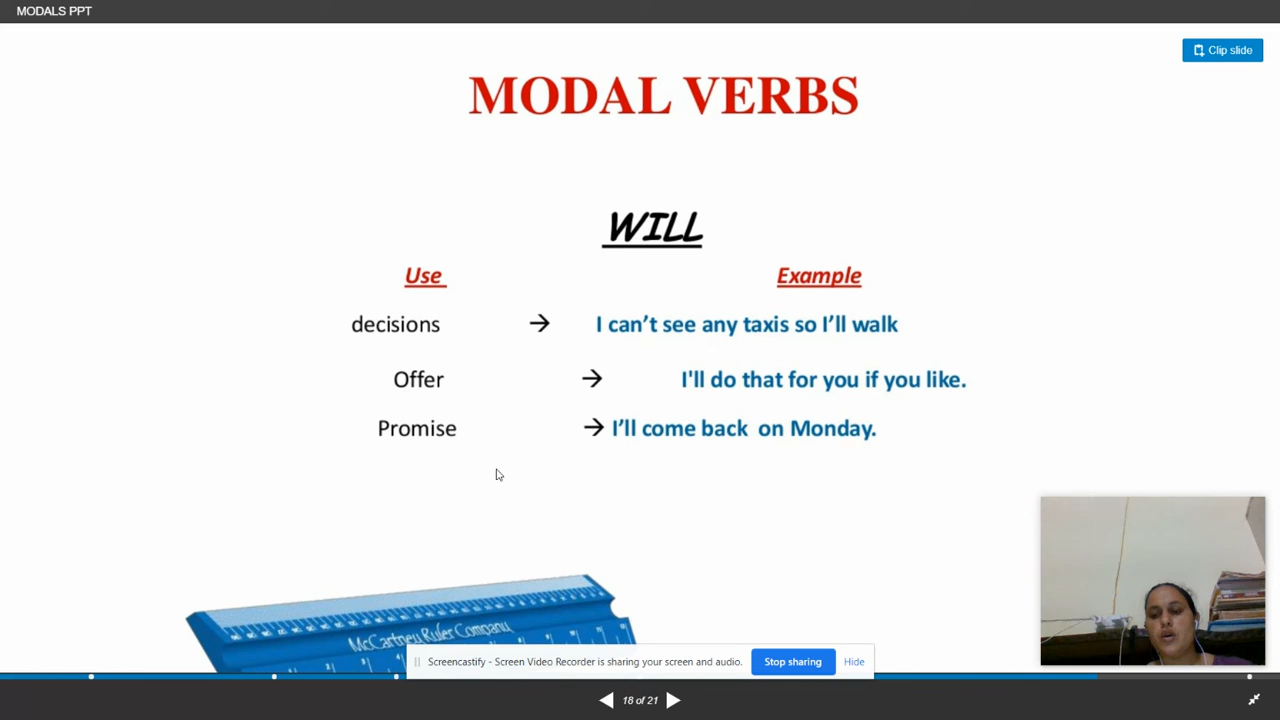 MODALS PPT
Clip slide
MODAL VERBS
WILL
Use Example
decisions → I can't see any taxis so I'll walk
Offer → I'll do that for you if you like.
Promise → I'll come back on Monday.
McCartney Ruler Company
Screencastify - Screen Video Recorder is sharing your screen and audio. Stop sharing Hide
18 of 21